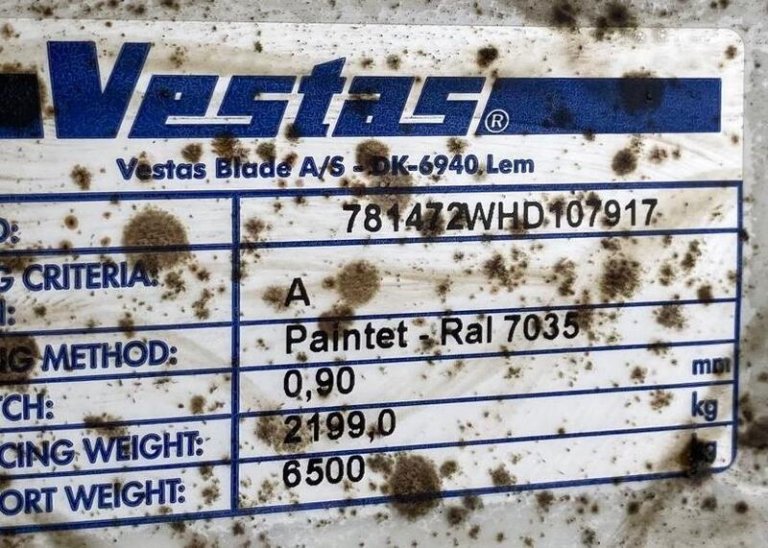 Vestas®
Vestas Blade A/S - DK-6940 Lem
D: 781472WHD107917
G CRITERIA: A
Paintet - Ral 7035
G METHOD: 0,90 mm
CH: 2199,0 kg
CING WEIGHT: 6500 kg
ORT WEIGHT: